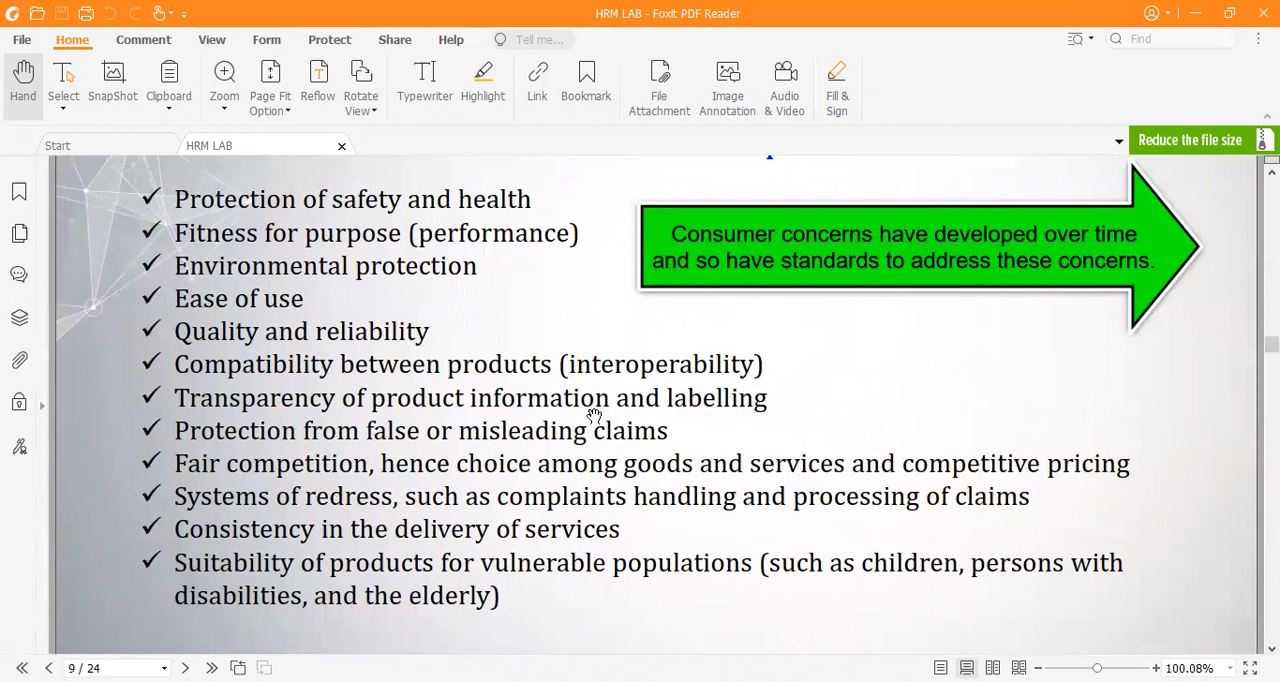 HRM LAB - Foxit PDF Reader
File Home Comment View Form Protect Share Help Tell me... Find
Hand Select SnapShot Clipboard Zoom Page Fit Option Reflow Rotate View Typewriter Highlight Link Bookmark File Attachment Image Annotation Audio & Video Fill & Sign
Start HRM LAB Reduce the file size
✓ Protection of safety and health
✓ Fitness for purpose (performance)
✓ Environmental protection
✓ Ease of use
✓ Quality and reliability
✓ Compatibility between products (interoperability)
✓ Transparency of product information and labelling
✓ Protection from false or misleading claims
✓ Fair competition, hence choice among goods and services and competitive pricing
✓ Systems of redress, such as complaints handling and processing of claims
✓ Consistency in the delivery of services
✓ Suitability of products for vulnerable populations (such as children, persons with
disabilities, and the elderly)
Consumer concerns have developed over time
and so have standards to address these concerns.
9 / 24 100.08%